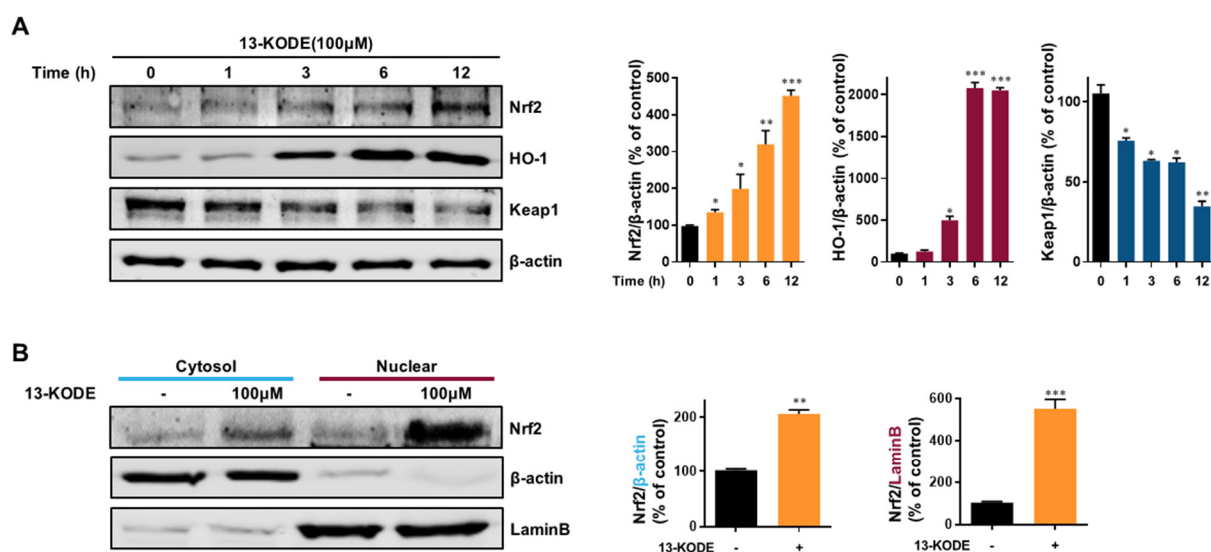 A
13-KODE(100μM)
Time (h) 0 1 3 6 12
Nrf2
HO-1
Keap1
β-actin
Nrf2/β-actin (% of control)
500
400
300
200
100
0
* * ** ***
Time (h) 0 1 3 6 12
HO-1/β-actin (% of control)
2000
1500
1000
500
0
* *** ***
0 1 3 6 12
Keap1/β-actin (% of control)
100
50
0
* * * **
0 1 3 6 12
B
Cytosol Nuclear
13-KODE - 100μM - 100μM
Nrf2
β-actin
LaminB
Nrf2/β-actin
(% of control)
200
100
0
**
13-KODE - +
Nrf2/LaminB
(% of control)
600
400
200
0
***
13-KODE - +